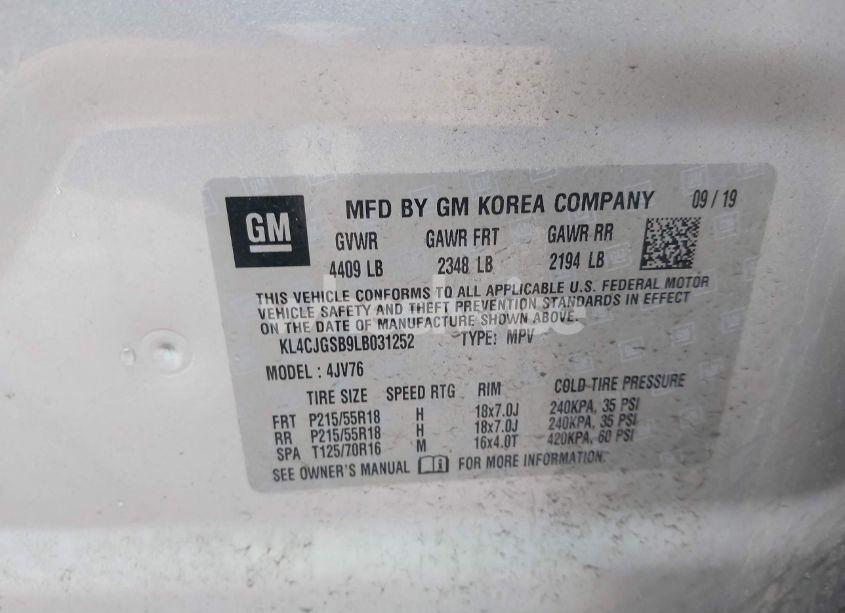 GM
MFD BY GM KOREA COMPANY 09 / 19
GVWR GAWR FRT GAWR RR
4409 LB 2348 LB 2194 LB
THIS VEHICLE CONFORMS TO ALL APPLICABLE U.S. FEDERAL MOTOR
VEHICLE SAFETY AND THEFT PREVENTION STANDARDS IN EFFECT
ON THE DATE OF MANUFACTURE SHOWN ABOVE.
KL4CJGSB9LB031252 TYPE: MPV
MODEL : 4JV76
TIRE SIZE SPEED RTG RIM COLD TIRE PRESSURE
FRT P215/55R18 H 18x7.0J 240KPA, 35 PSI
RR P215/55R18 H 18x7.0J 240KPA, 35 PSI
SPA T125/70R16 M 16x4.0T 420KPA, 60 PSI
SEE OWNER'S MANUAL FOR MORE INFORMATION.